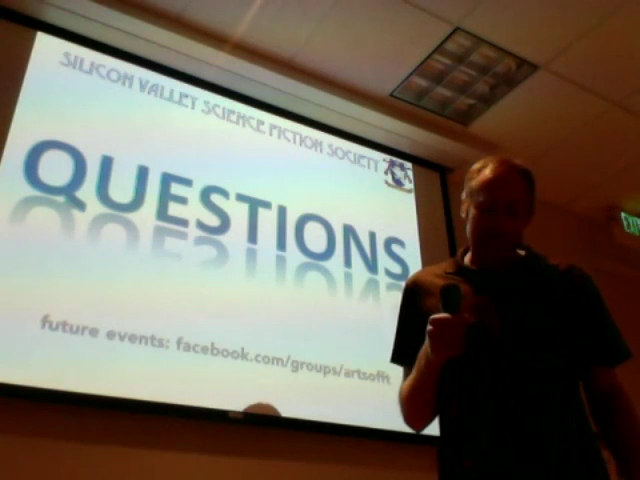 SILICON VALLEY SCIENCE FICTION SOCIETY
QUESTIONS
future events: facebook.com/groups/artsofft
EXIT